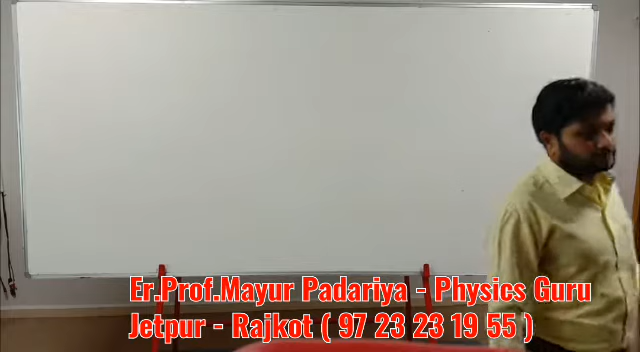 Er.Prof.Mayur Padariya - Physics Guru
Jetpur - Rajkot ( 97 23 23 19 55 )